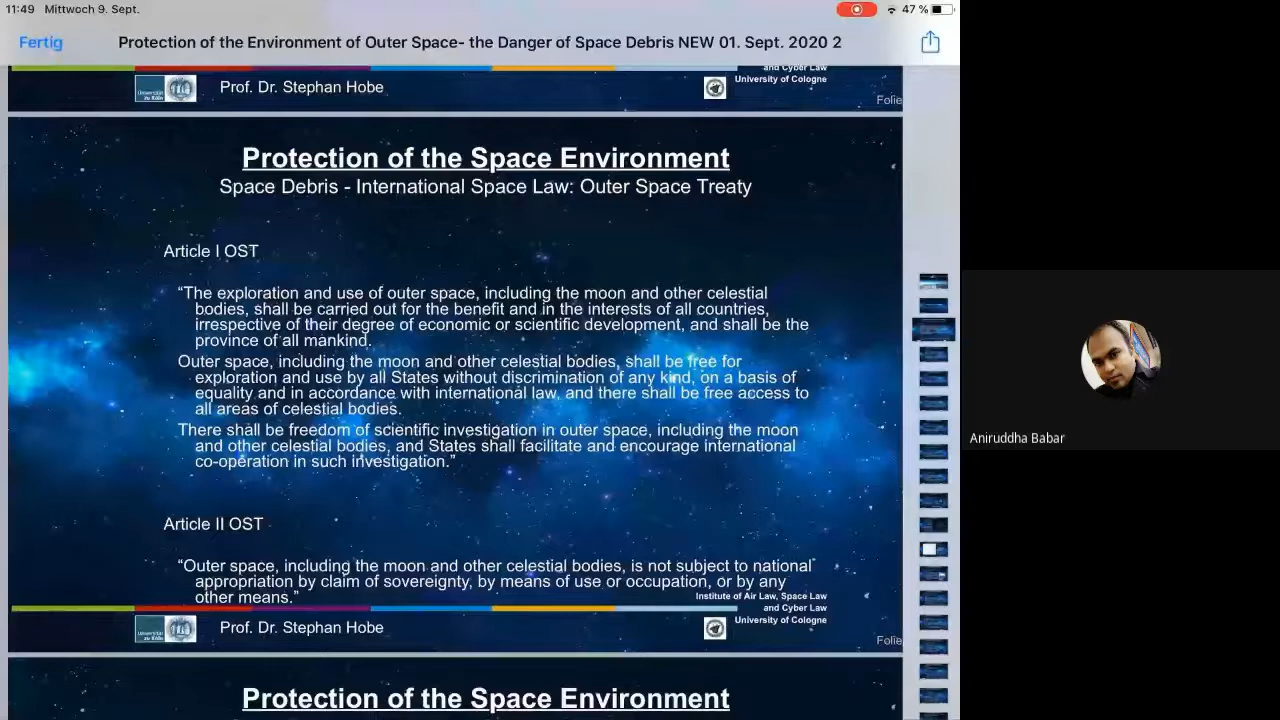 11:49 Mittwoch 9. Sept.
47 %
Fertig
Protection of the Environment of Outer Space- the Danger of Space Debris NEW 01. Sept. 2020 2
and Cyber Law
University of Cologne
Prof. Dr. Stephan Hobe
Folie
Protection of the Space Environment
Space Debris - International Space Law: Outer Space Treaty
Article I OST
“The exploration and use of outer space, including the moon and other celestial
bodies, shall be carried out for the benefit and in the interests of all countries,
irrespective of their degree of economic or scientific development, and shall be the
province of all mankind.
Outer space, including the moon and other celestial bodies, shall be free for
exploration and use by all States without discrimination of any kind, on a basis of
equality and in accordance with international law, and there shall be free access to
all areas of celestial bodies.
There shall be freedom of scientific investigation in outer space, including the moon
and other celestial bodies, and States shall facilitate and encourage international
co-operation in such investigation.”
Article II OST
“Outer space, including the moon and other celestial bodies, is not subject to national
appropriation by claim of sovereignty, by means of use or occupation, or by any
other means.”
Institute of Air Law, Space Law
and Cyber Law
University of Cologne
Prof. Dr. Stephan Hobe
Folie
Protection of the Space Environment
Aniruddha Babar